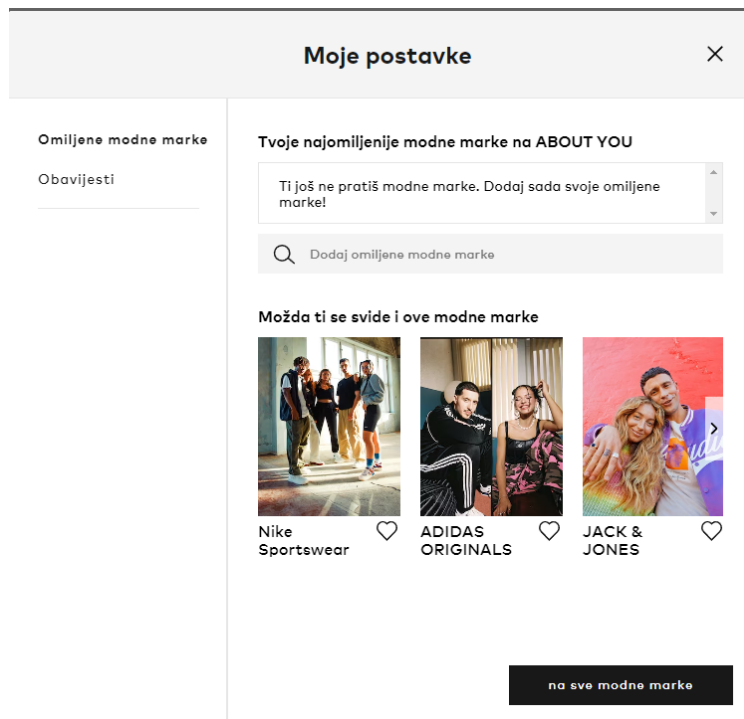 Moje postavke
Omiljene modne marke
Obavijesti
Tvoje najomiljenije modne marke na ABOUT YOU
Ti još ne pratiš modne marke. Dodaj sada svoje omiljene
marke!
Dodaj omiljene modne marke
Možda ti se svide i ove modne marke
Nike
Sportswear
ADIDAS
ORIGINALS
JACK &
JONES
na sve modne marke